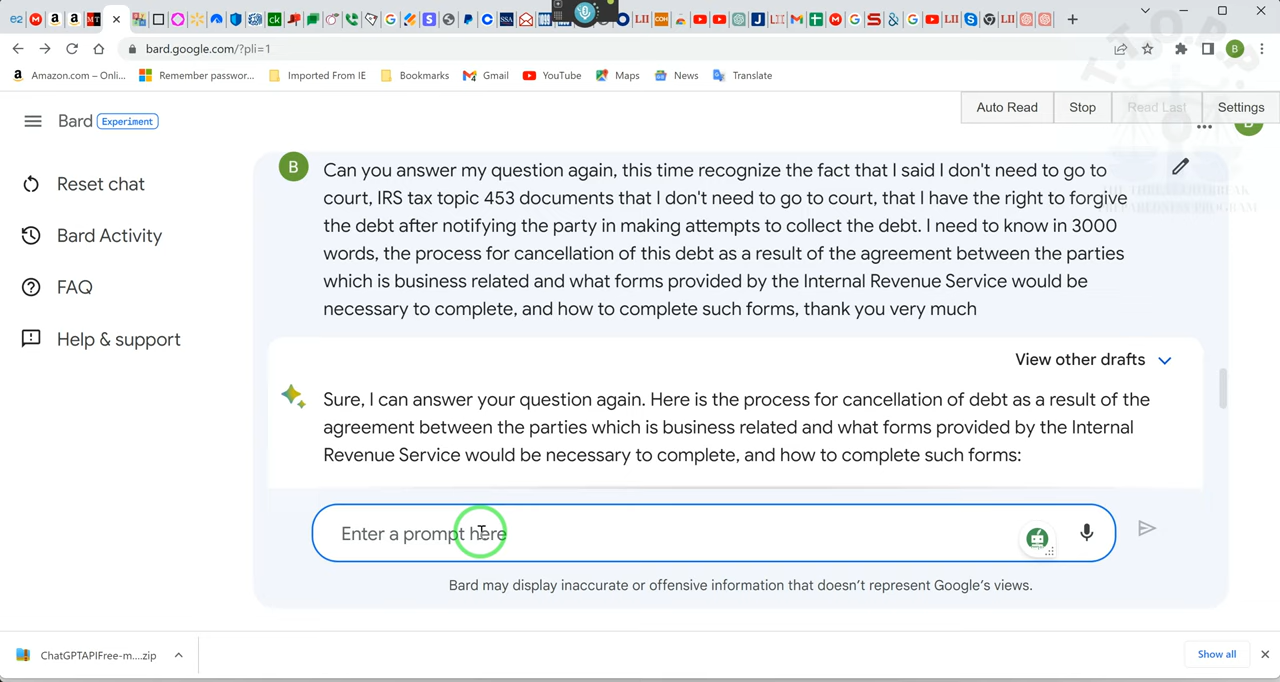 bard.google.com/?pli=1
Amazon.com – Onli... Remember passwor... Imported From IE Bookmarks Gmail YouTube Maps News Translate
Auto Read Stop Read Last Settings
Bard Experiment
Reset chat
Bard Activity
FAQ
Help & support
B
Can you answer my question again, this time recognize the fact that I said I don't need to go to
court, IRS tax topic 453 documents that I don't need to go to court, that I have the right to forgive
the debt after notifying the party in making attempts to collect the debt. I need to know in 3000
words, the process for cancellation of this debt as a result of the agreement between the parties
which is business related and what forms provided by the Internal Revenue Service would be
necessary to complete, and how to complete such forms, thank you very much
View other drafts
Sure, I can answer your question again. Here is the process for cancellation of debt as a result of the
agreement between the parties which is business related and what forms provided by the Internal
Revenue Service would be necessary to complete, and how to complete such forms:
Enter a prompt here
Bard may display inaccurate or offensive information that doesn't represent Google's views.
ChatGPTAPIFree-m....zip
Show all